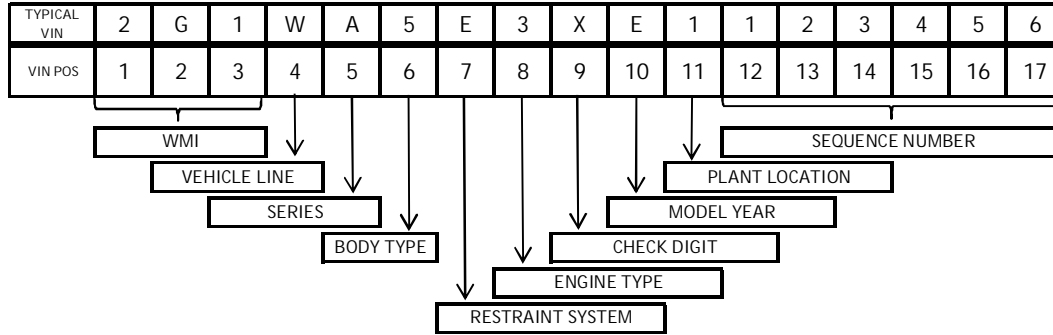 TYPICAL VIN 2 G 1 W A 5 E 3 X E 1 1 2 3 4 5 6
VIN POS 1 2 3 4 5 6 7 8 9 10 11 12 13 14 15 16 17
WMI SEQUENCE NUMBER
VEHICLE LINE PLANT LOCATION
SERIES MODEL YEAR
BODY TYPE CHECK DIGIT
ENGINE TYPE
RESTRAINT SYSTEM